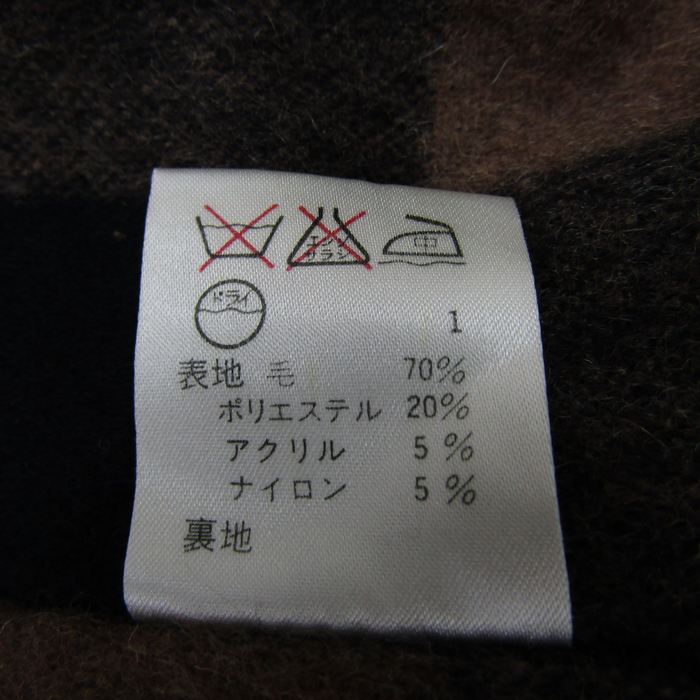 エンソ
サラシ
中
ドライ
1
表地 毛 70%
ポリエステル 20%
アクリル 5%
ナイロン 5%
裏地